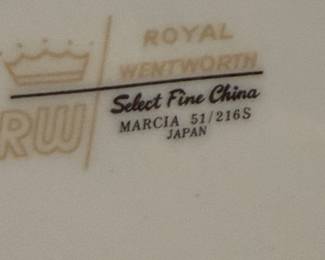 ROYAL
WENTWORTH
RW
Select Fine China
MARCIA 51/216S
JAPAN